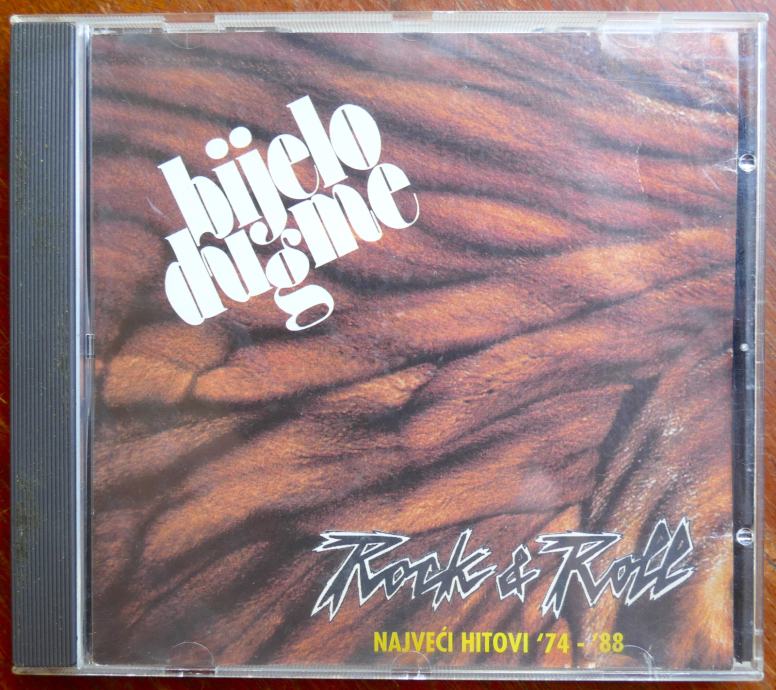 bijelo
dugme
Rock & Roll
NAJVEĆI HITOVI '74 - '88